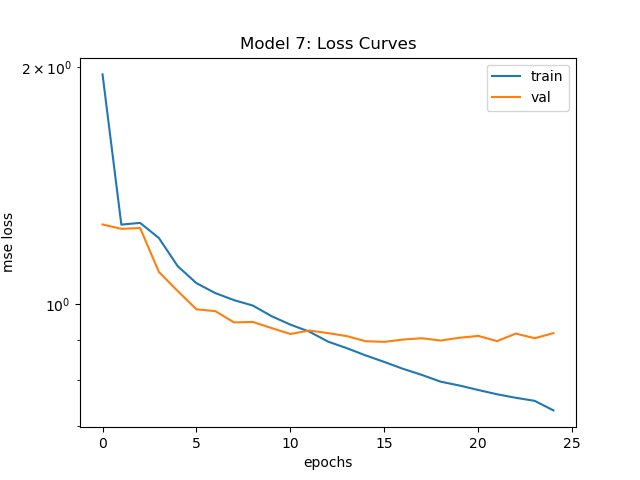 Model 7: Loss Curves
train
val
2 × 10⁰
10⁰
mse loss
0 5 10 15 20 25
epochs